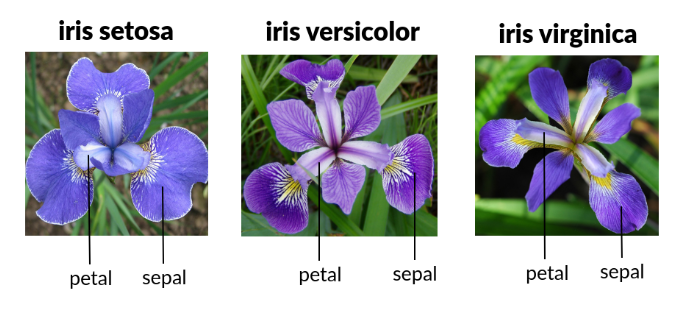 iris setosa
iris versicolor
iris virginica
petal
sepal
petal
sepal
petal
sepal